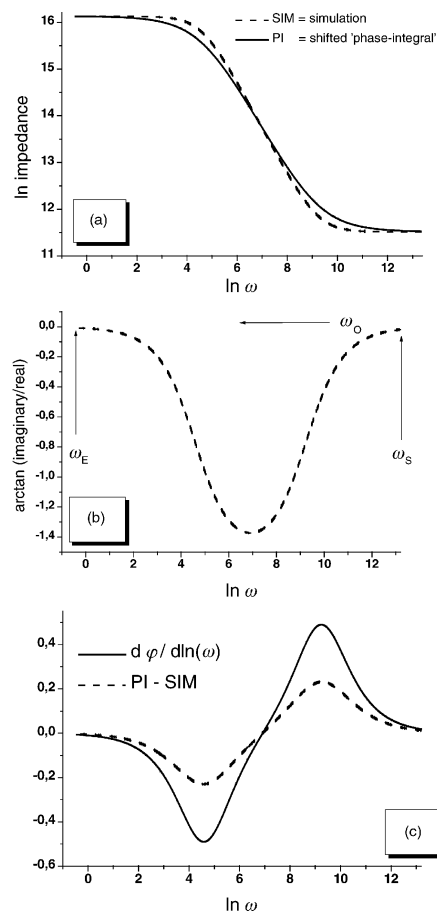 SIM = simulation
PI = shifted 'phase-integral'
16
15
14
13
12
11
ln impedance
(a)
0 2 4 6 8 10 12
ln ω
0,0
-0,2
-0,4
-0,6
-0,8
-1,0
-1,2
-1,4
arctan (imaginary/real)
ω_O
ω_E
ω_S
(b)
0 2 4 6 8 10 12
ln ω
0,4
0,2
0,0
-0,2
-0,4
-0,6
d φ / dln(ω)
PI - SIM
(c)
0 2 4 6 8 10 12
ln ω